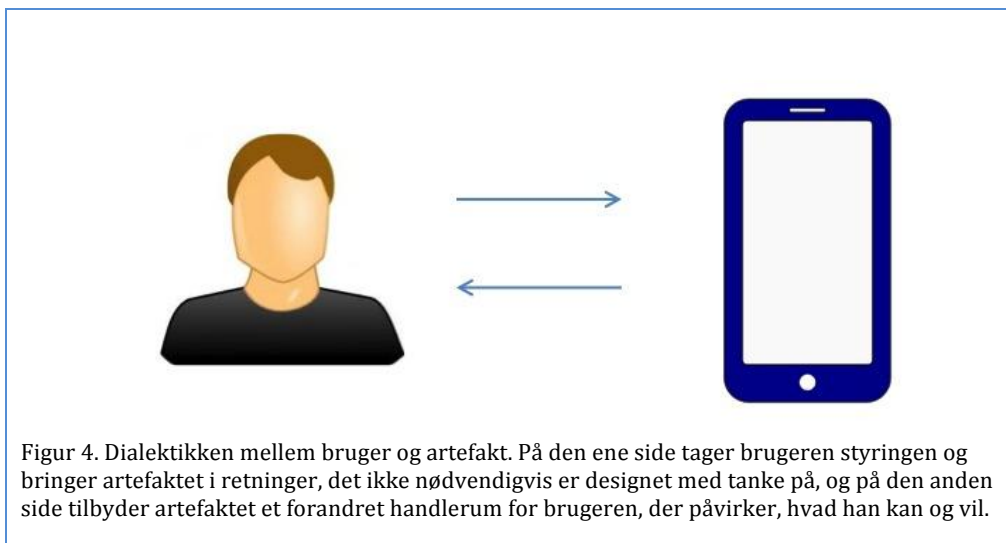 Figur 4. Dialektikken mellem bruger og artefakt. På den ene side tager brugeren styringen og
bringer artefaktet i retninger, det ikke nødvendigvis er designet med tanke på, og på den anden
side tilbyder artefaktet et forandret handlerum for brugeren, der påvirker, hvad han kan og vil.